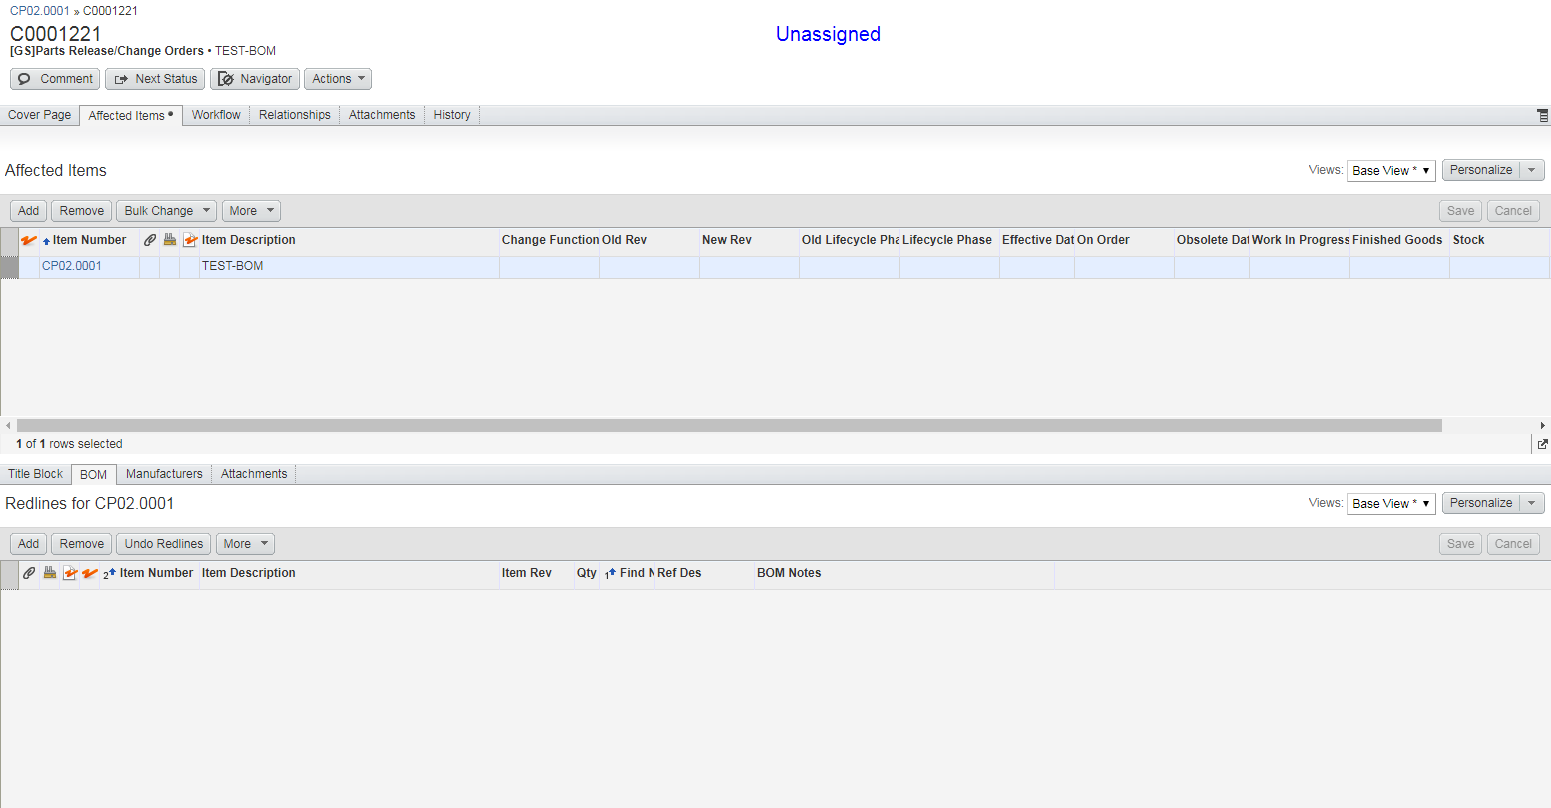 CP02.0001 » C0001221
C0001221
Unassigned
[GS]Parts Release/Change Orders • TEST-BOM
Comment Next Status Navigator Actions
Cover Page Affected Items Workflow Relationships Attachments History
Affected Items
Views: Base View * Personalize
Add Remove Bulk Change More Save Cancel
Item Number Item Description Change Function Old Rev New Rev Old Lifecycle Pha Lifecycle Phase Effective Dat On Order Obsolete Dat Work In Progress Finished Goods Stock
CP02.0001 TEST-BOM
1 of 1 rows selected
Title Block BOM Manufacturers Attachments
Redlines for CP02.0001
Views: Base View * Personalize
Add Remove Undo Redlines More Save Cancel
2 Item Number Item Description Item Rev Qty 1 Find N Ref Des BOM Notes